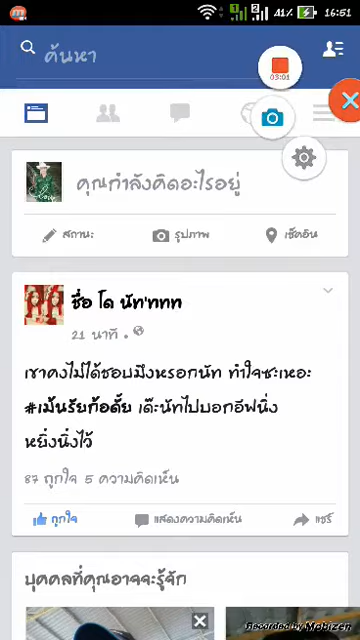 41% 16:51
ค้นหา
03:01
คุณกำลังคิดอะไรอยู่
สถานะ รูปภาพ เช็คอิน
ชื่อ โด นัท'ททท
21 นาที •
เขาคงไม่ได้ชอบมึงหรอกนัท ทำใจซะเหอะ
#เม้นรัยก้อดั้ย เด๊ะนัทไปบอกอีฟนิ่ง
หยิ่งนิ่งไว้
87 ถูกใจ 5 ความคิดเห็น
ถูกใจ แสดงความคิดเห็น แชร์
บุคคลที่คุณอาจจะรู้จัก
Recorded by Mobizen